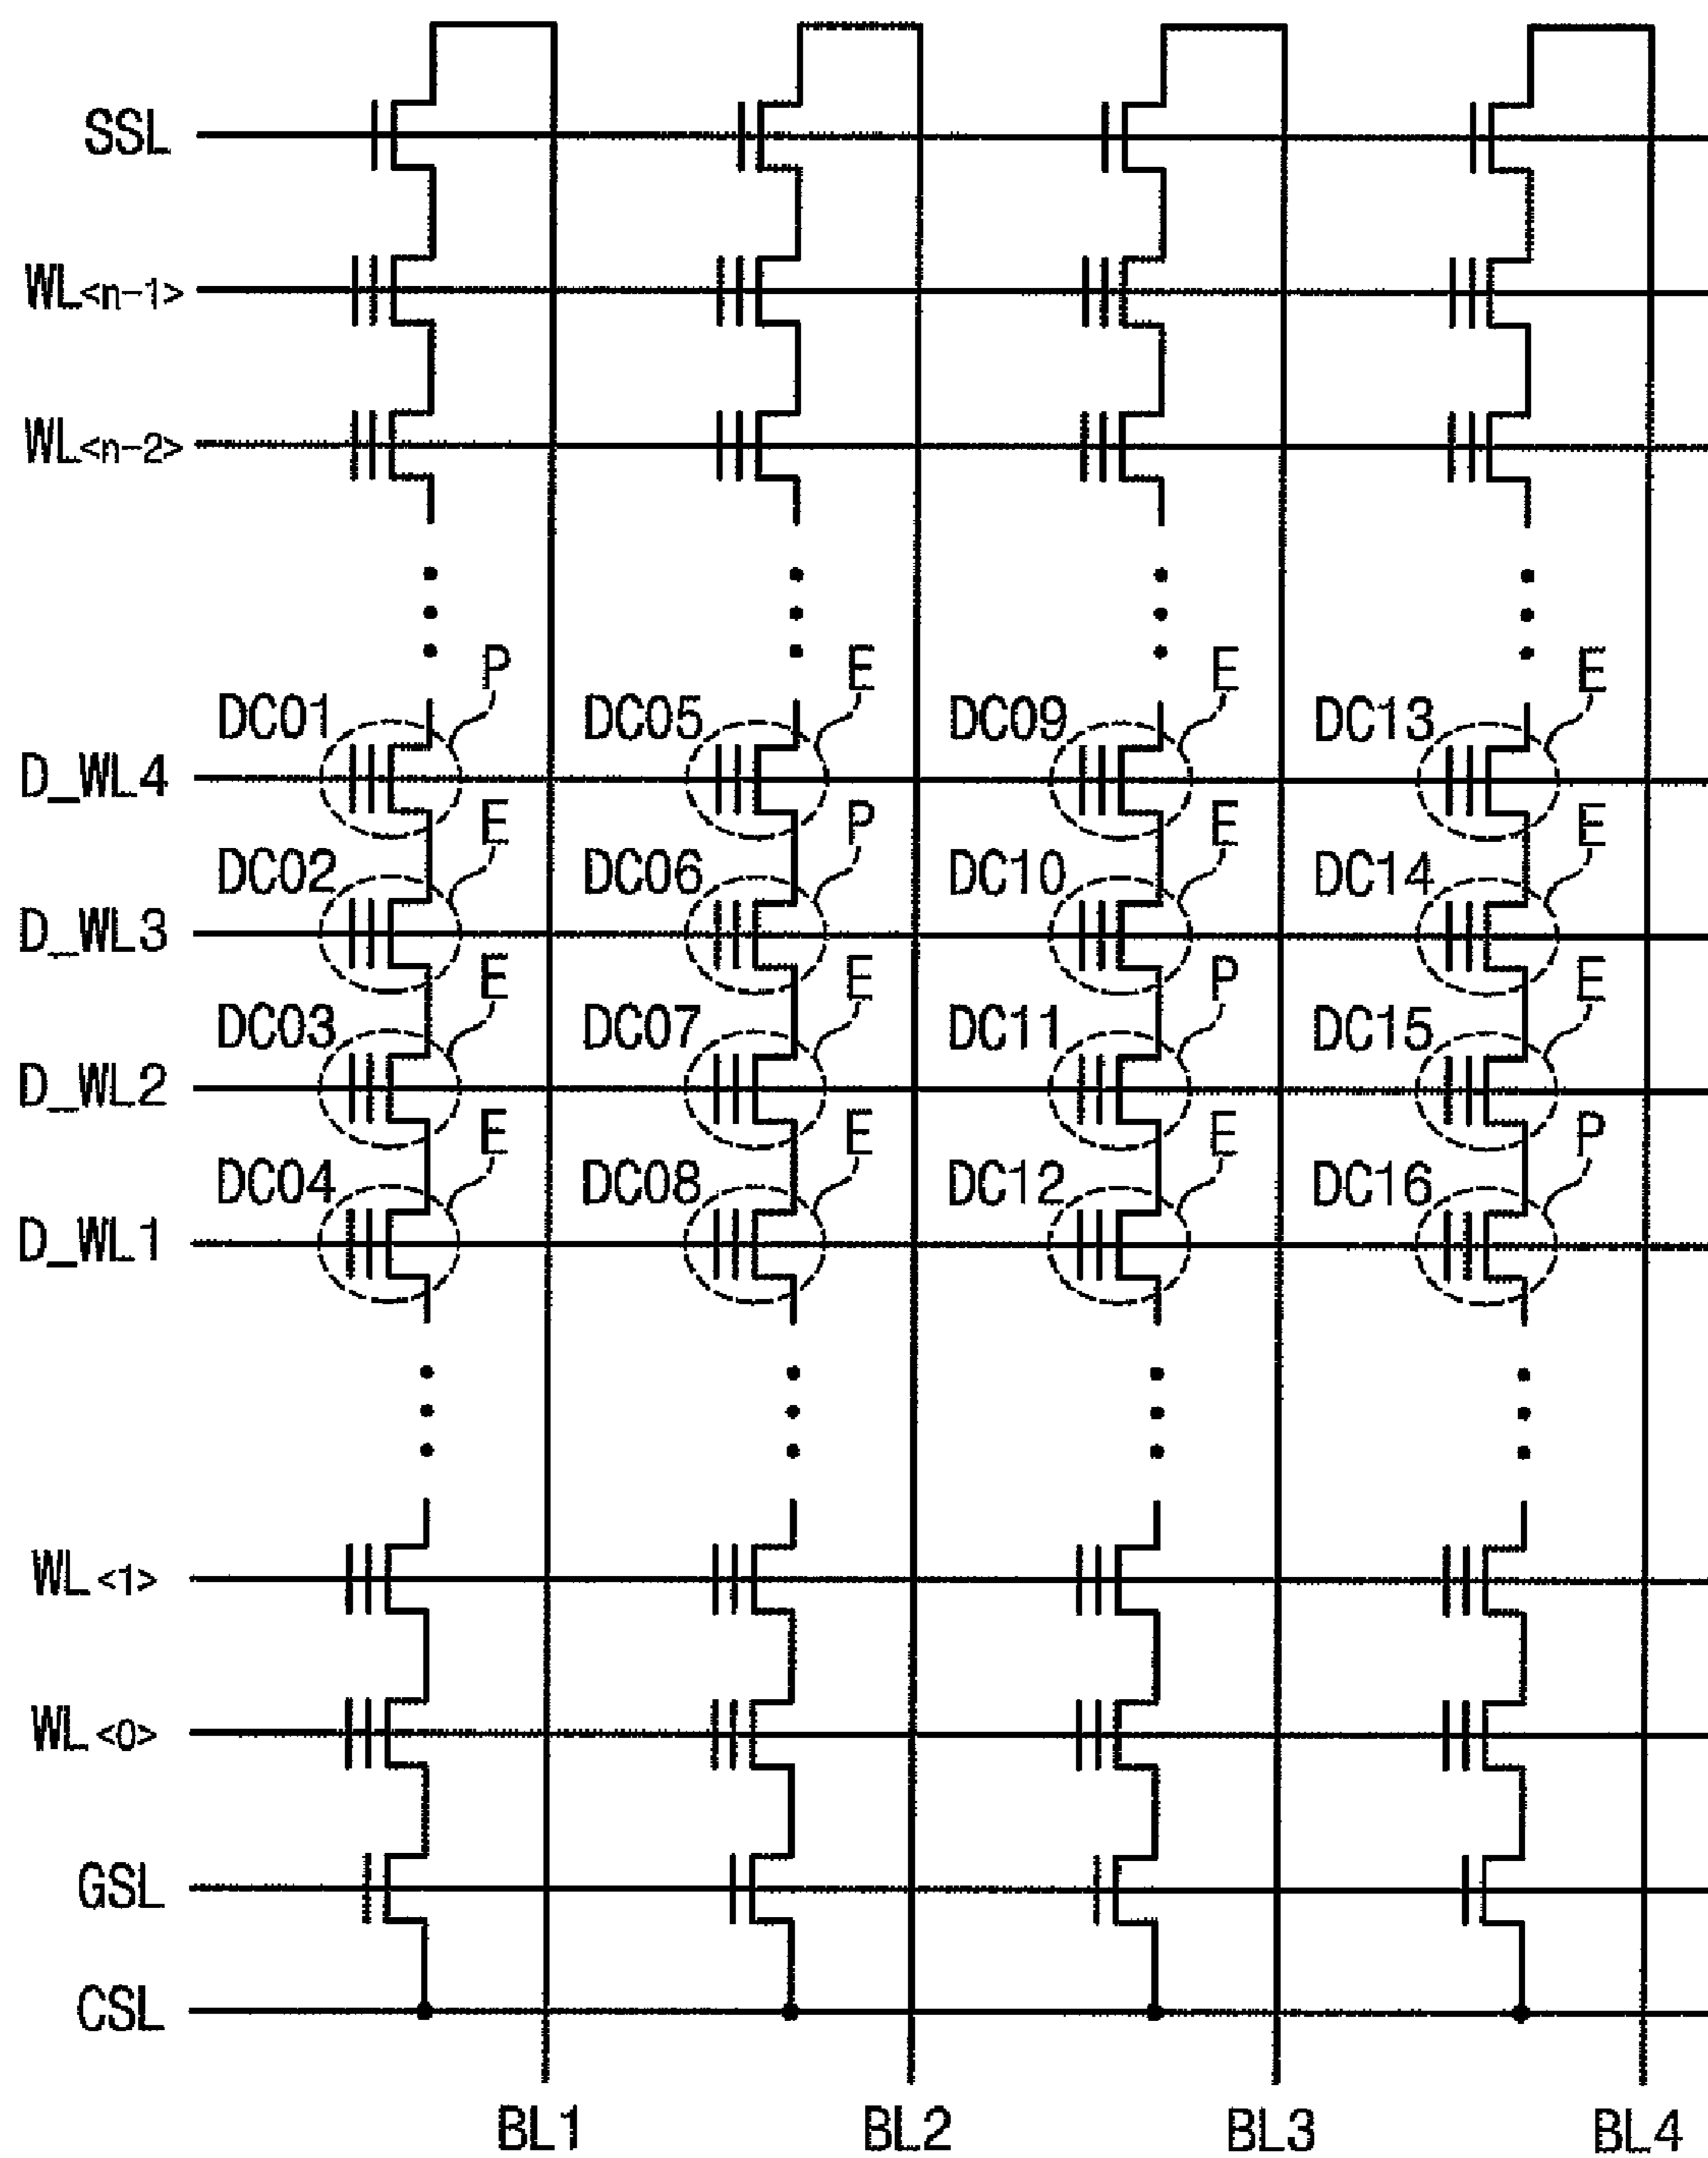 SSL
WL<n-1>
WL<n-2>
P E E E
DC01 DC05 DC09 DC13
D_WL4
E P E E
DC02 DC06 DC10 DC14
D_WL3
E E P E
DC03 DC07 DC11 DC15
D_WL2
E E E P
DC04 DC08 DC12 DC16
D_WL1
WL<1>
WL<0>
GSL
CSL
BL1 BL2 BL3 BL4